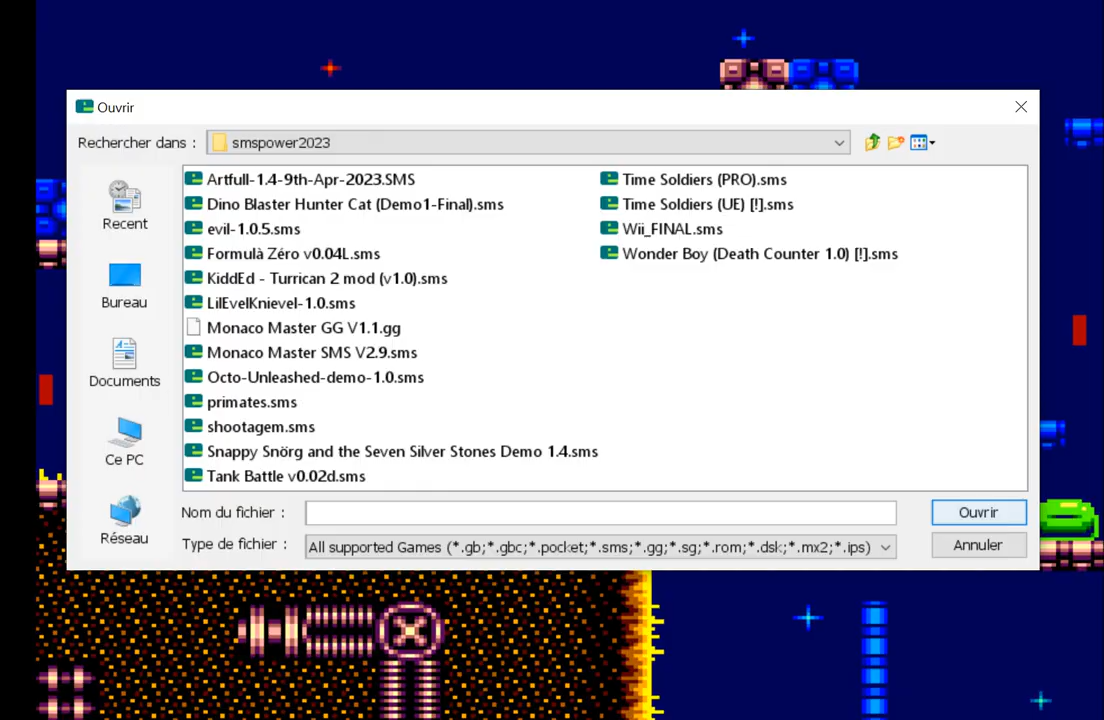 Ouvrir
Rechercher dans :
smspower2023
Recent
Bureau
Documents
Ce PC
Réseau
Artfull-1.4-9th-Apr-2023.SMS
Dino Blaster Hunter Cat (Demo1-Final).sms
evil-1.0.5.sms
Formulà Zéro v0.04L.sms
KiddEd - Turrican 2 mod (v1.0).sms
LilEvelKnievel-1.0.sms
Monaco Master GG V1.1.gg
Monaco Master SMS V2.9.sms
Octo-Unleashed-demo-1.0.sms
primates.sms
shootagem.sms
Snappy Snörg and the Seven Silver Stones Demo 1.4.sms
Tank Battle v0.02d.sms
Time Soldiers (PRO).sms
Time Soldiers (UE) [!].sms
Wii_FINAL.sms
Wonder Boy (Death Counter 1.0) [!].sms
Nom du fichier :
Ouvrir
Type de fichier :
All supported Games (*.gb;*.gbc;*.pocket;*.sms;*.gg;*.sg;*.rom;*.dsk;*.mx2;*.ips)
Annuler